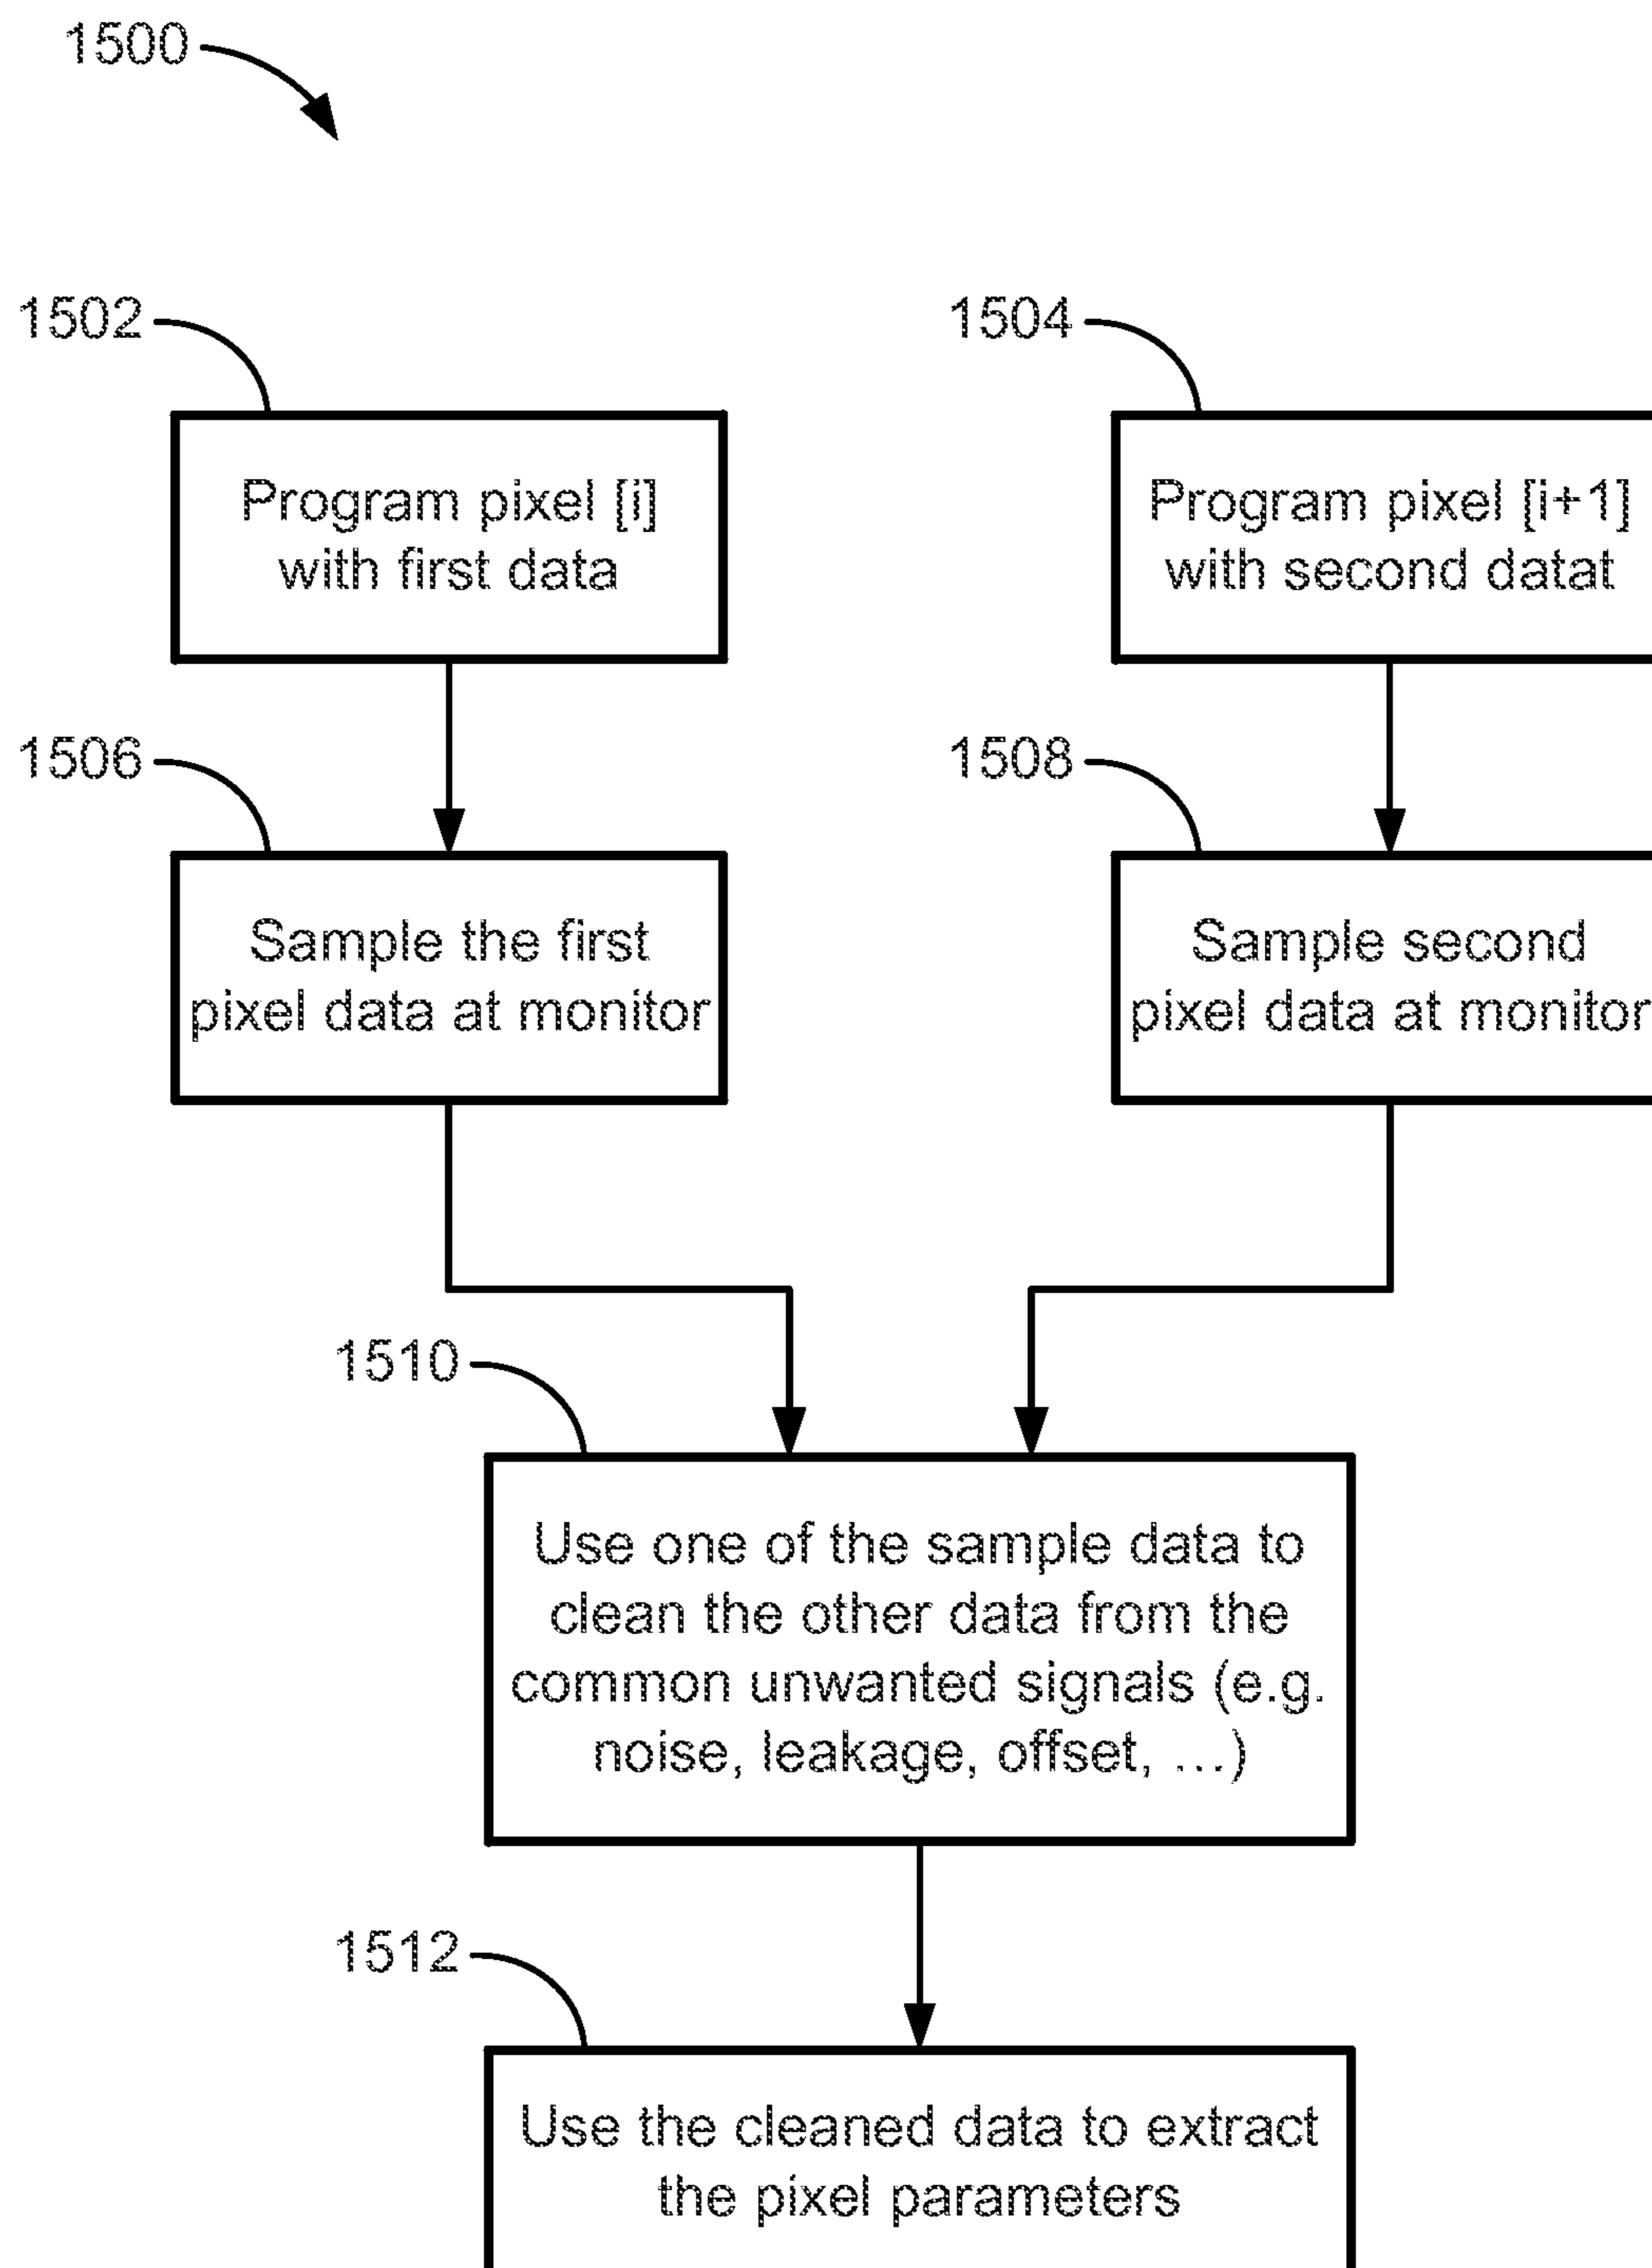 1500
1502
1504
Program pixel [i]
with first data
Program pixel [i+1]
with second datat
1506
1508
Sample the first
pixel data at monitor
Sample second
pixel data at monitor
1510
Use one of the sample data to
clean the other data from the
common unwanted signals (e.g.
noise, leakage, offset, ...)
1512
Use the cleaned data to extract
the pixel parameters